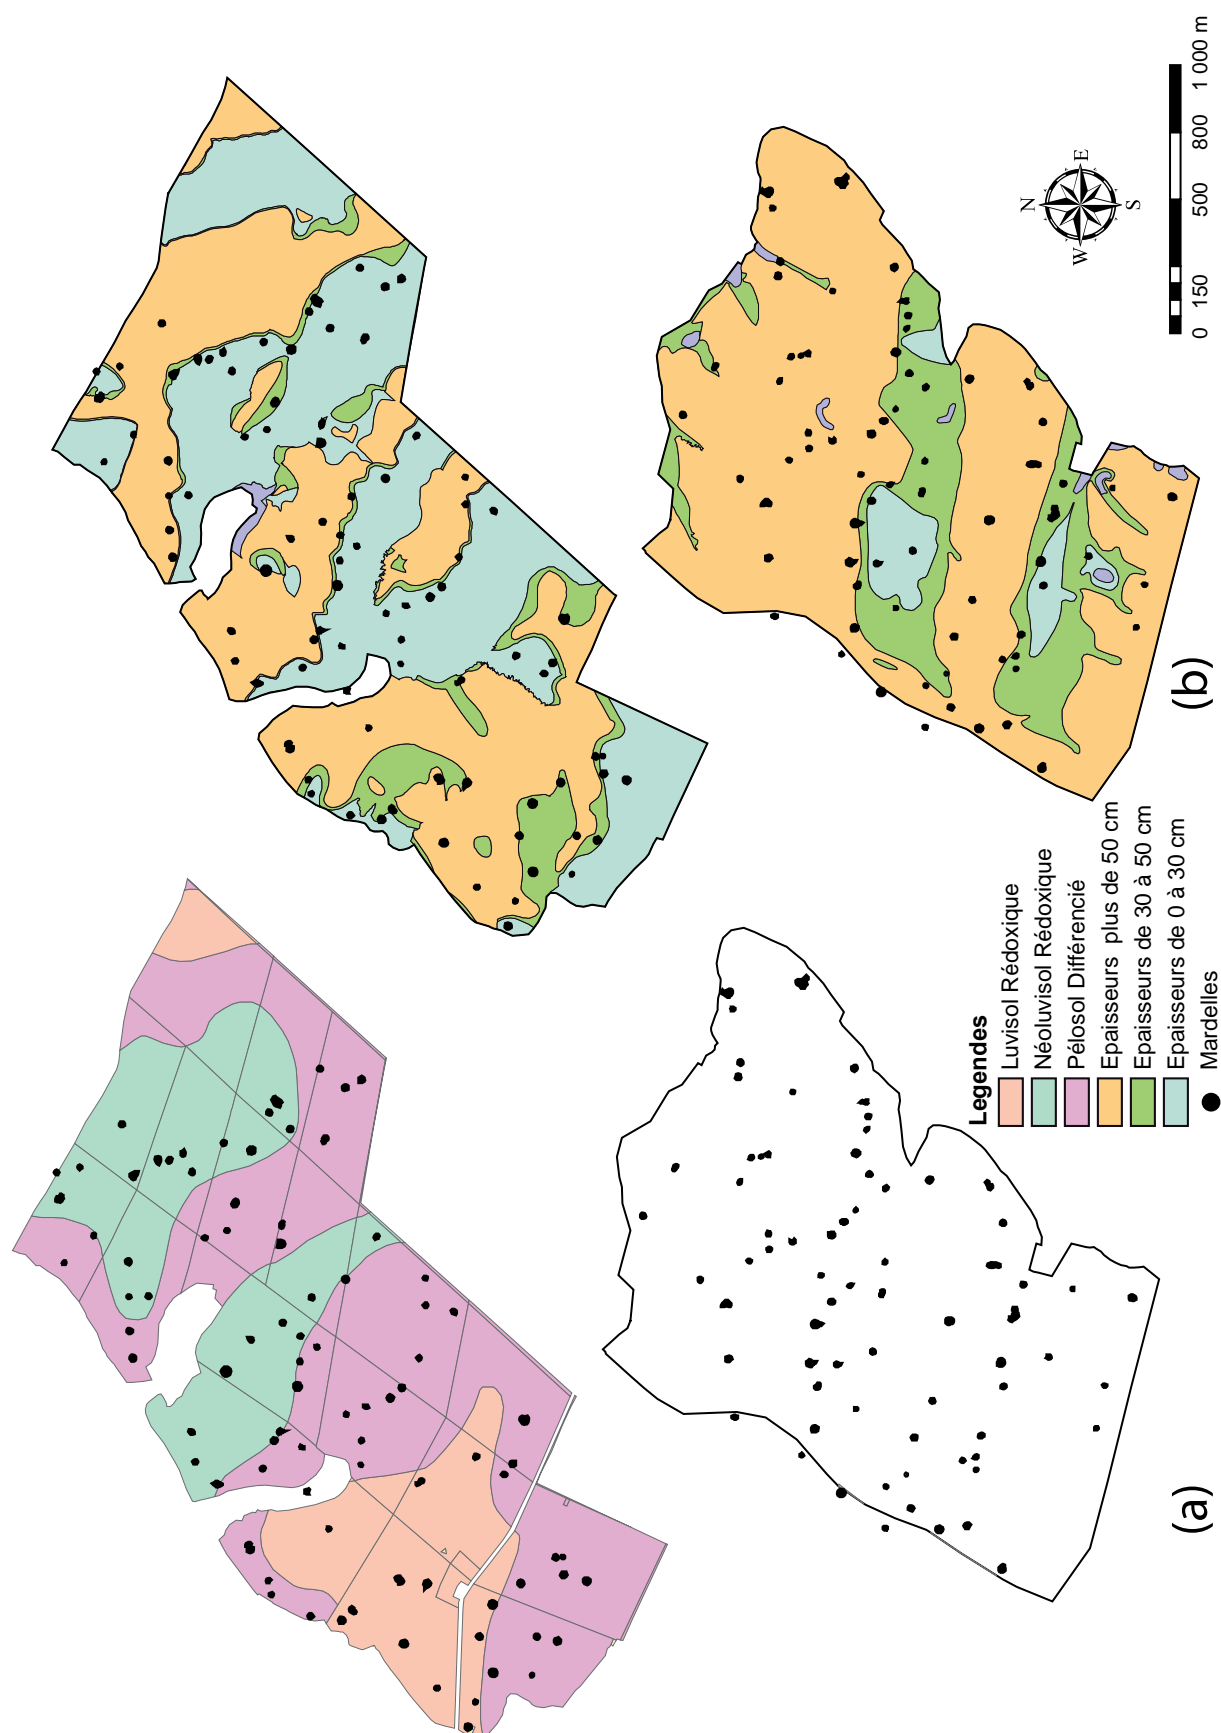 (a)
(b)
Legendes
Luvisol Rédoxique
Néoluvisol Rédoxique
Pélosol Différencié
Epaisseurs plus de 50 cm
Epaisseurs de 30 à 50 cm
Epaisseurs de 0 à 30 cm
Mardelles
N
W E
S
0 150 500 800 1 000 m